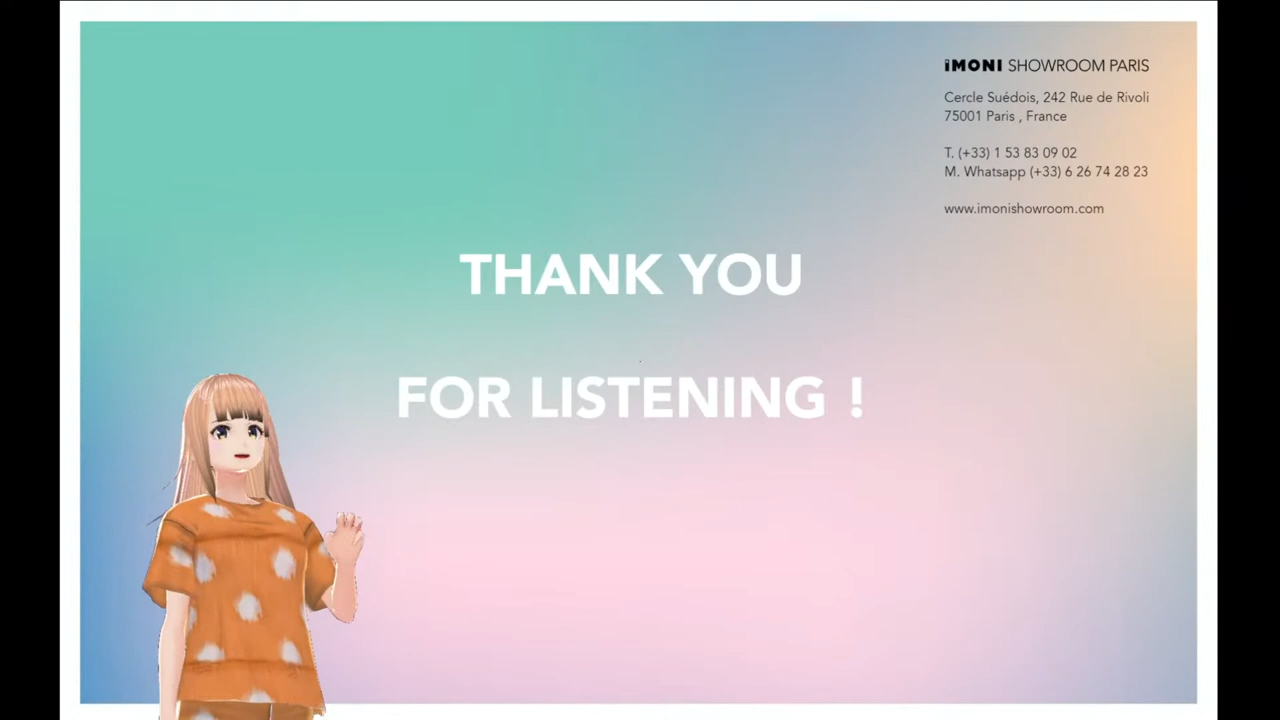 iMONI SHOWROOM PARIS
Cercle Suédois, 242 Rue de Rivoli
75001 Paris , France
T. (+33) 1 53 83 09 02
M. Whatsapp (+33) 6 26 74 28 23
www.imonishowroom.com
THANK YOU
FOR LISTENING !